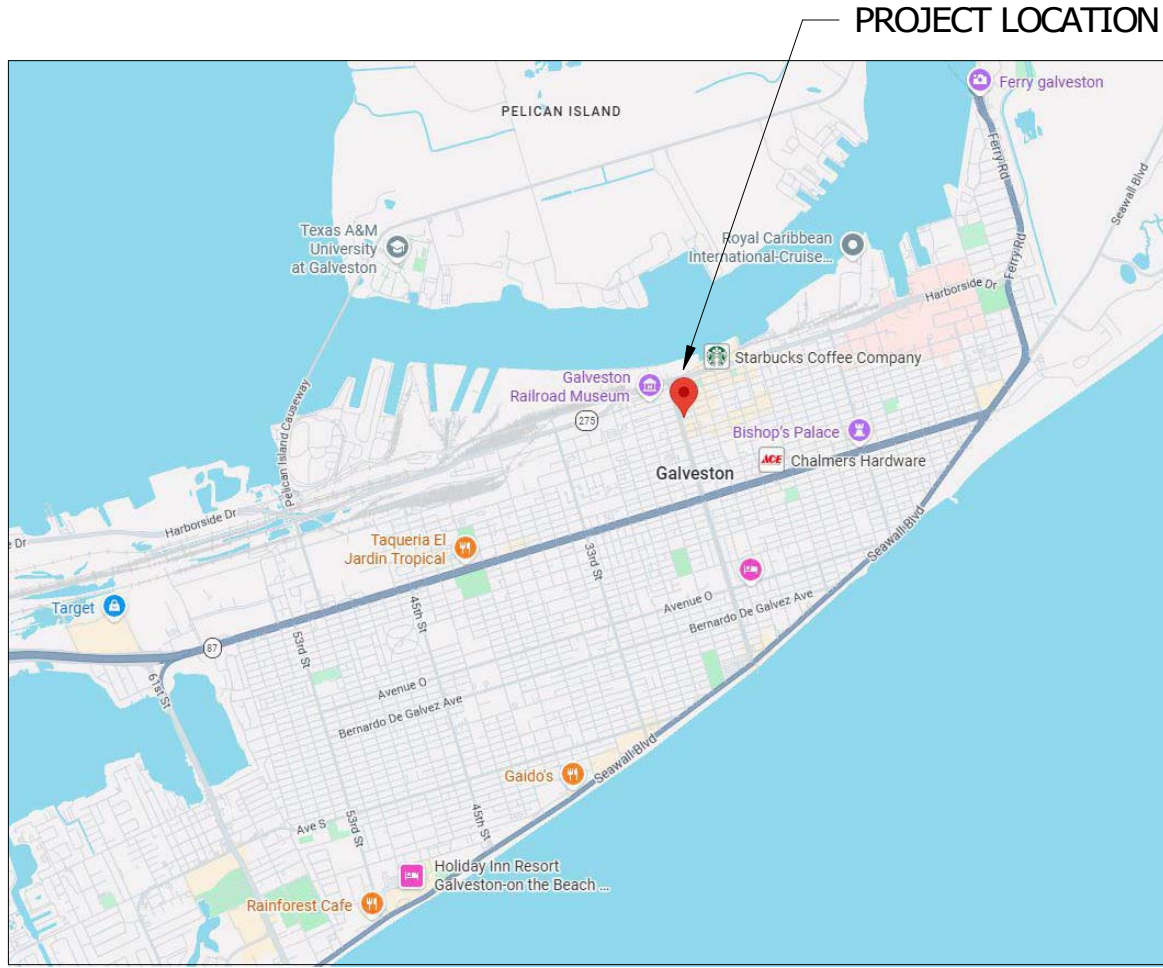 PROJECT LOCATION
Ferry galveston
PELICAN ISLAND
Ferry Rd
Seawall Blvd
Texas A&M
University
at Galveston
Royal Caribbean
International-Cruise...
Ferry Rd
Harborside Dr
Starbucks Coffee Company
Galveston
Railroad Museum
275
Pelican Island Causeway
Bishop's Palace
ACE
Chalmers Hardware
Galveston
Harborside Dr
e Dr
Taqueria El
Jardin Tropical
33rd St
Seawall Blvd
Target
45th St
Avenue O
Bernardo De Galvez Ave
87
53rd St
61st St
Avenue O
Bernardo De Galvez Ave
Gaido's
Seawall Blvd
Ave S
53rd St
45th St
Holiday Inn Resort
Galveston-on the Beach ...
Rainforest Cafe